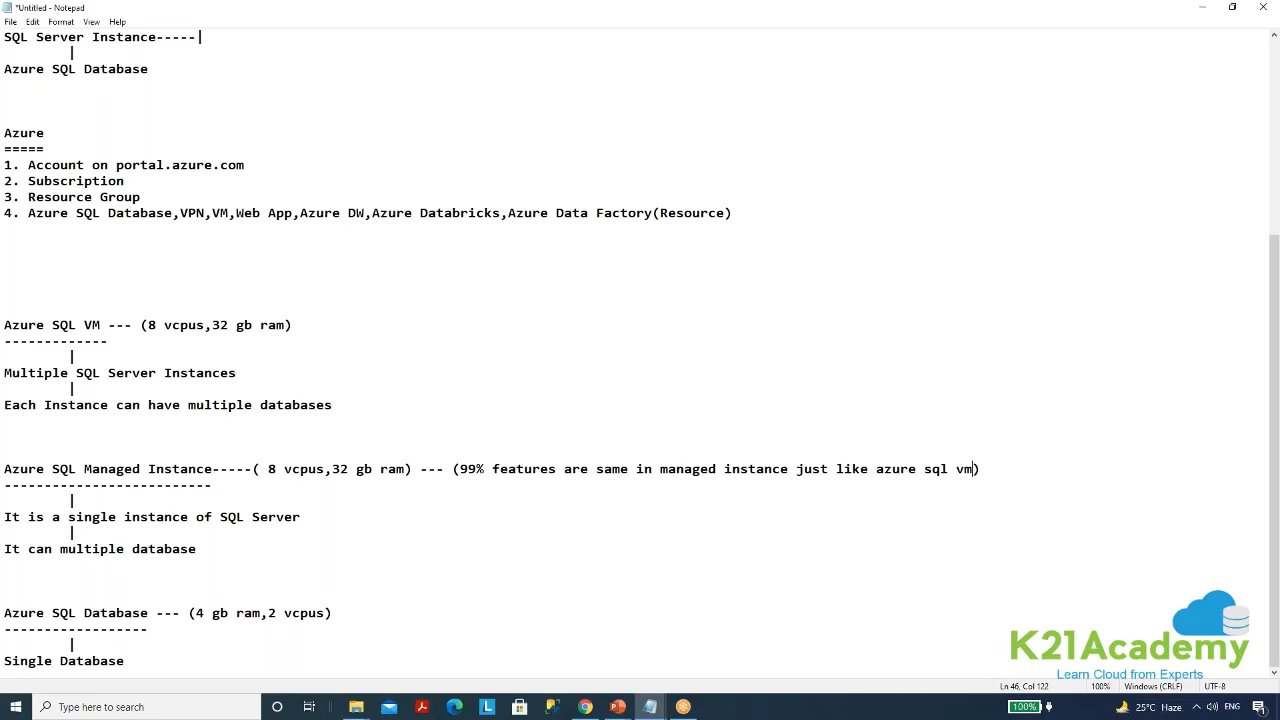 *Untitled - Notepad
File Edit Format View Help
SQL Server Instance-----|
|
Azure SQL Database
Azure
=====
1. Account on portal.azure.com
2. Subscription
3. Resource Group
4. Azure SQL Database,VPN,VM,Web App,Azure DW,Azure Databricks,Azure Data Factory(Resource)
Azure SQL VM --- (8 vcpus,32 gb ram)
-------------
|
Multiple SQL Server Instances
|
Each Instance can have multiple databases
Azure SQL Managed Instance-----( 8 vcpus,32 gb ram) --- (99% features are same in managed instance just like azure sql vm)
--------------------------
|
It is a single instance of SQL Server
|
It can multiple database
Azure SQL Database --- (4 gb ram,2 vcpus)
------------------
|
Single Database
K21Academy
Learn Cloud from Experts
Ln 46, Col 122 100% Windows (CRLF) UTF-8
Type here to search
100% 25°C Haze ENG